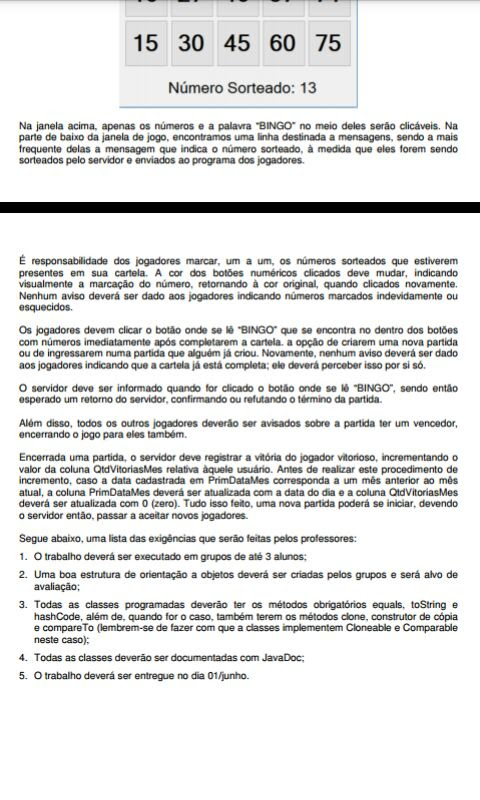 15 30 45 60 75
Número Sorteado: 13
Na janela acima, apenas os números e a palavra “BINGO” no meio deles serão clicáveis. Na
parte de baixo da janela de jogo, encontramos uma linha destinada a mensagens, sendo a mais
frequente delas a mensagem que indica o número sorteado, à medida que eles forem sendo
sorteados pelo servidor e enviados ao programa dos jogadores.
É responsabilidade dos jogadores marcar, um a um, os números sorteados que estiverem
presentes em sua cartela. A cor dos botões numéricos clicados deve mudar, indicando
visualmente a marcação do número, retornando à cor original, quando clicados novamente.
Nenhum aviso deverá ser dado aos jogadores indicando números marcados indevidamente ou
esquecidos.
Os jogadores devem clicar o botão onde se lê “BINGO” que se encontra no dentro dos botões
com números imediatamente após completarem a cartela. a opção de criarem uma nova partida
ou de ingressarem numa partida que alguém já criou. Novamente, nenhum aviso deverá ser dado
aos jogadores indicando que a cartela já está completa; ele deverá perceber isso por si só.
O servidor deve ser informado quando for clicado o botão onde se lê “BINGO”, sendo então
esperado um retorno do servidor, confirmando ou refutando o término da partida.
Além disso, todos os outros jogadores deverão ser avisados sobre a partida ter um vencedor,
encerrando o jogo para eles também.
Encerrada uma partida, o servidor deve registrar a vitória do jogador vitorioso, incrementando o
valor da coluna QtdVitoriasMes relativa àquele usuário. Antes de realizar este procedimento de
incremento, caso a data cadastrada em PrimDataMes corresponda a um mês anterior ao mês
atual, a coluna PrimDataMes deverá ser atualizada com a data do dia e a coluna QtdVitoriasMes
deverá ser atualizada com 0 (zero). Tudo isso feito, uma nova partida poderá se iniciar, devendo
o servidor então, passar a aceitar novos jogadores.
Segue abaixo, uma lista das exigências que serão feitas pelos professores:
1. O trabalho deverá ser executado em grupos de até 3 alunos;
2. Uma boa estrutura de orientação a objetos deverá ser criadas pelos grupos e será alvo de
avaliação;
3. Todas as classes programadas deverão ter os métodos obrigatórios equals, toString e
hashCode, além de, quando for o caso, também terem os métodos clone, construtor de cópia
e compareTo (lembrem-se de fazer com que a classes implementem Cloneable e Comparable
neste caso);
4. Todas as classes deverão ser documentadas com JavaDoc;
5. O trabalho deverá ser entregue no dia 01/junho.